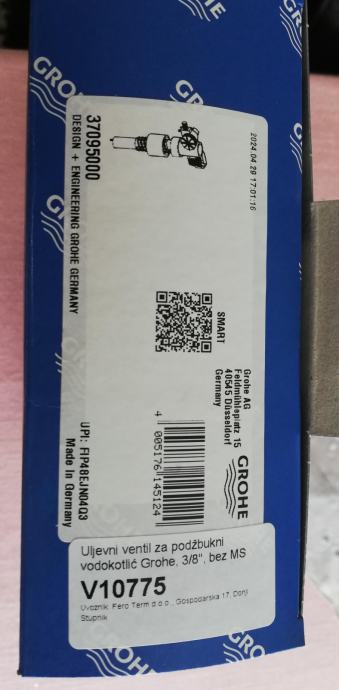 37095000
DESIGN + ENGINEERING GROHE GERMANY
2024.04.29 17:01:16
SMART
Grohe AG
Feldmühleplatz 15
40545 Düsseldorf
Germany
GROHE
4 005176 145124
UPI: FIP48EJN04Q3
Made in Germany
Uljevni ventil za podžbukni
vodokotlić Grohe, 3/8", bez MS
V10775
Uvoznik: Fero Term d.o.o., Gospodarska 17, Donji
Stupnik
GROHE
GROHE
GROHE
GROHE
GROHE